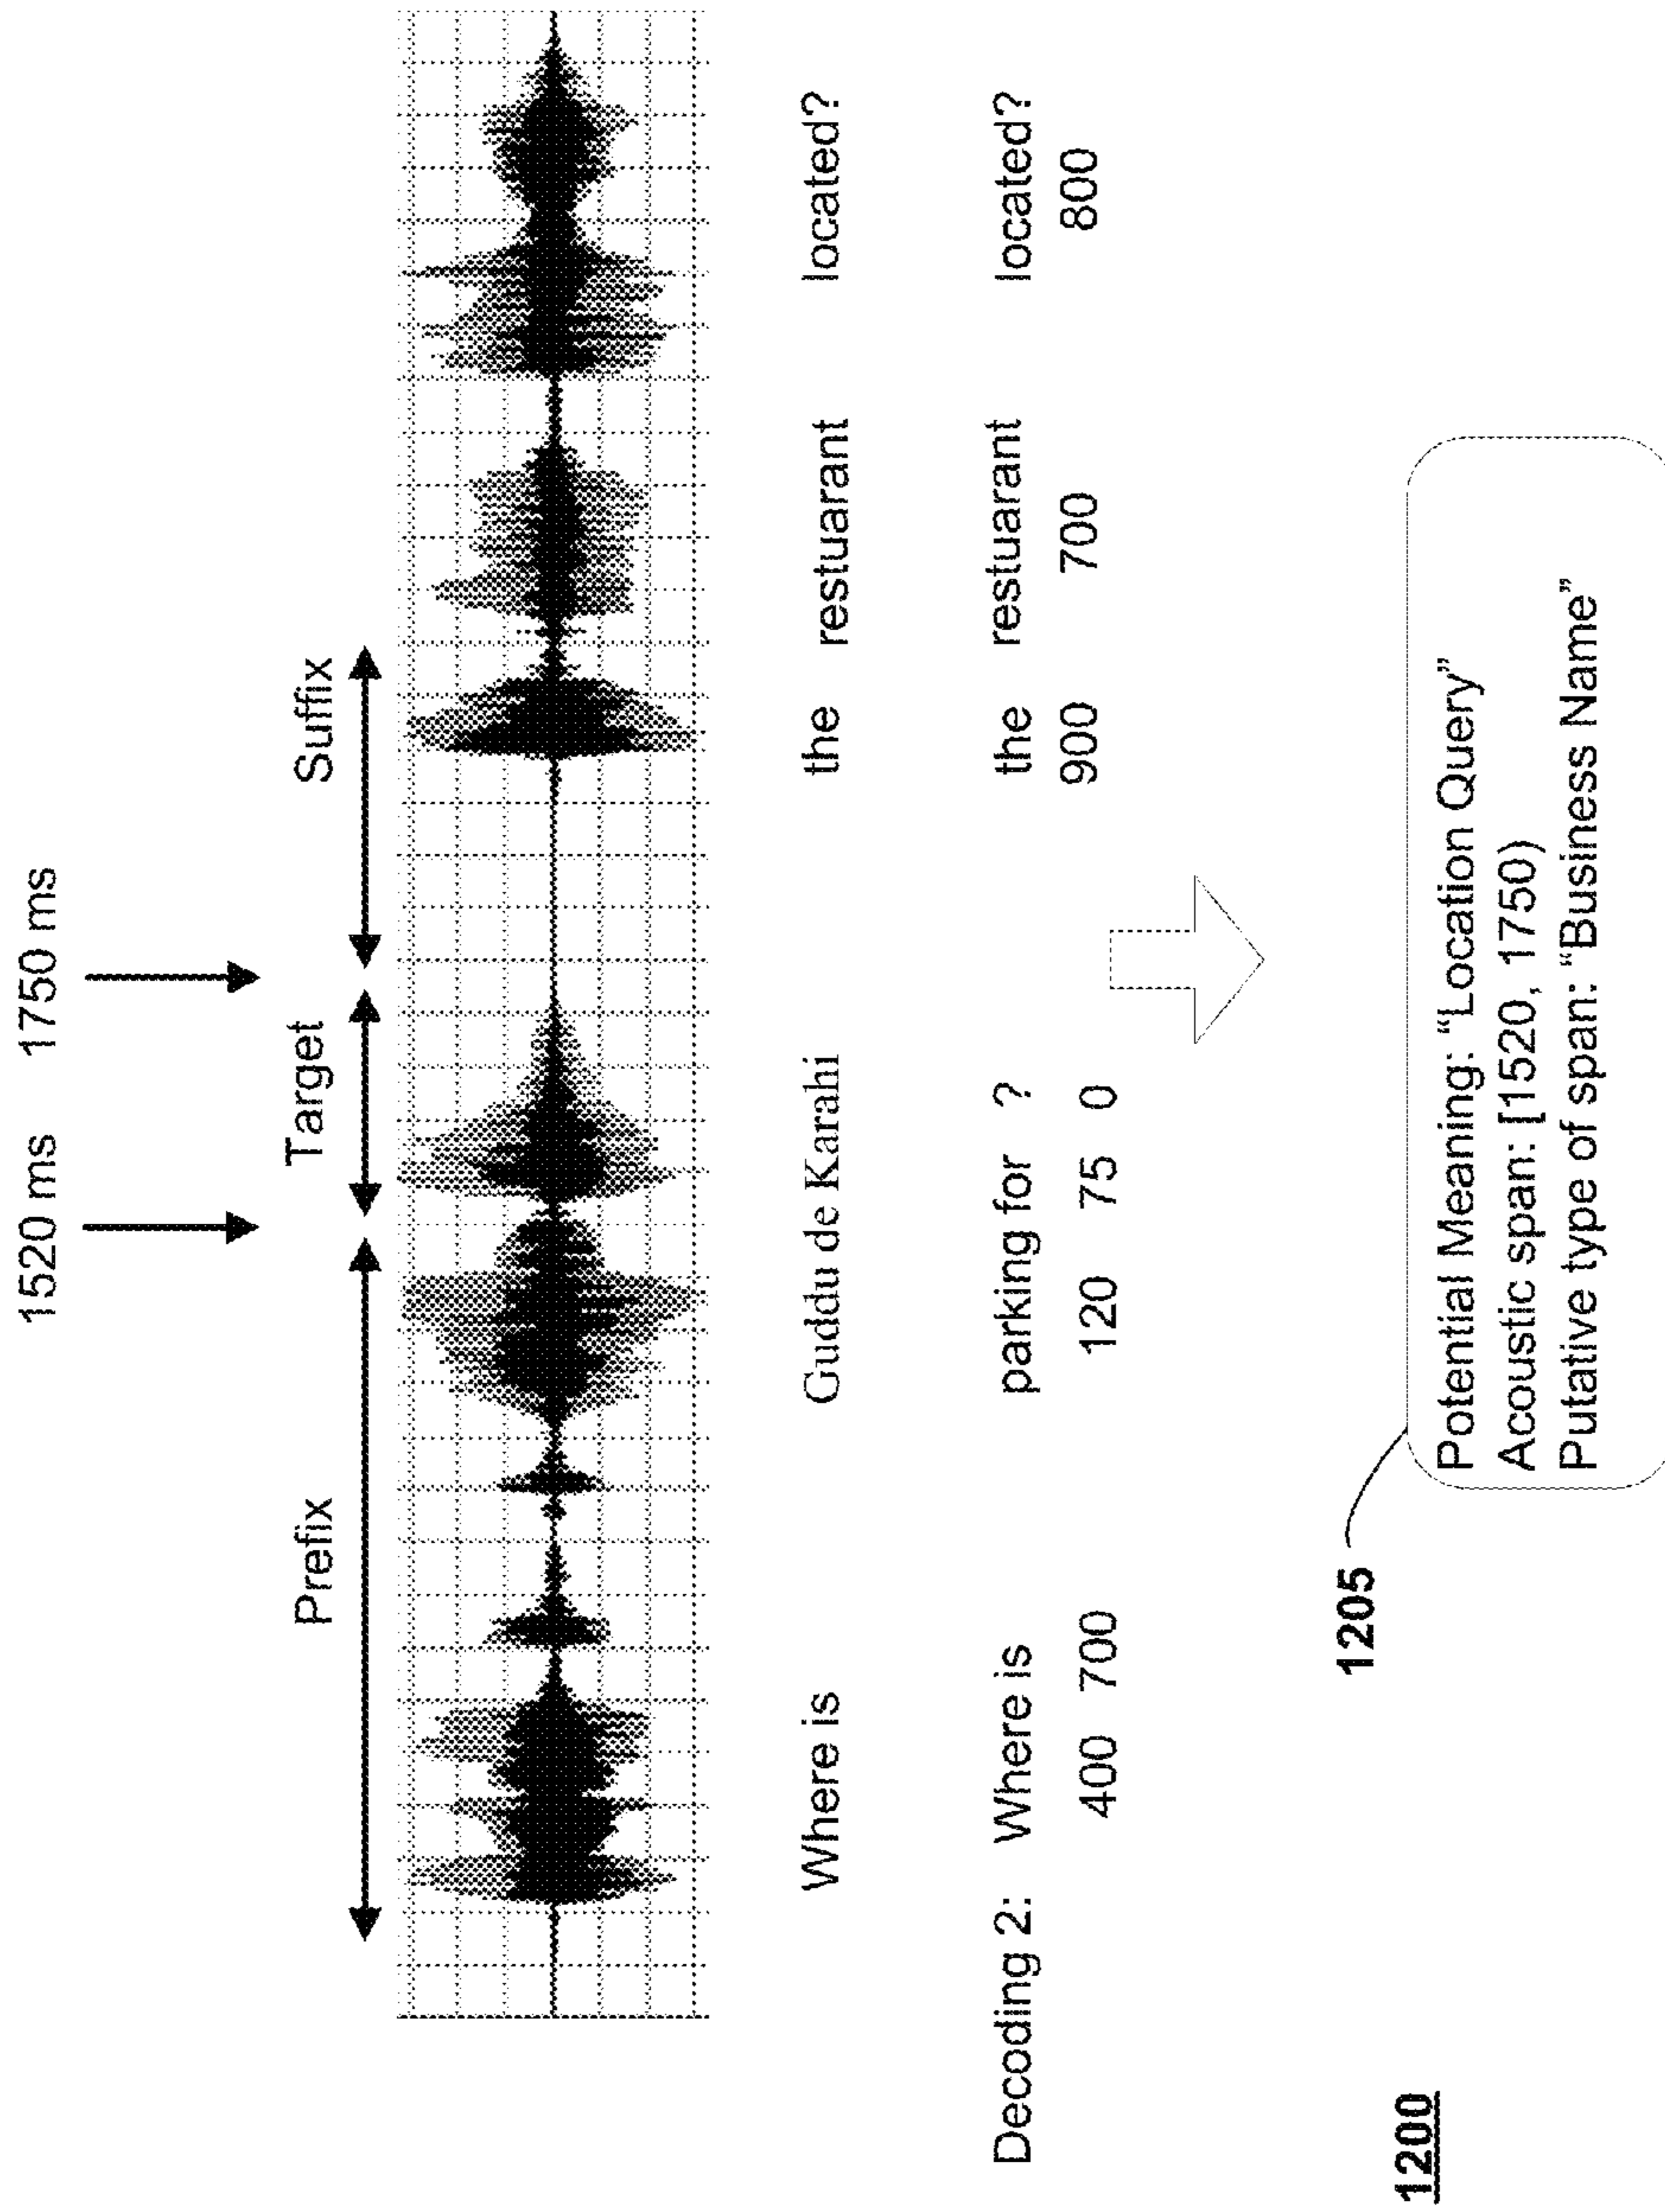 1520 ms 1750 ms
Prefix Target Suffix
Where is Guddu de Karahi the restuarant located?
Decoding 2: Where is parking for ? the restuarant located?
400 700 120 75 0 900 700 800
1205
Potential Meaning: “Location Query”
Acoustic span: [1520, 1750)
Putative type of span: “Business Name”
1200